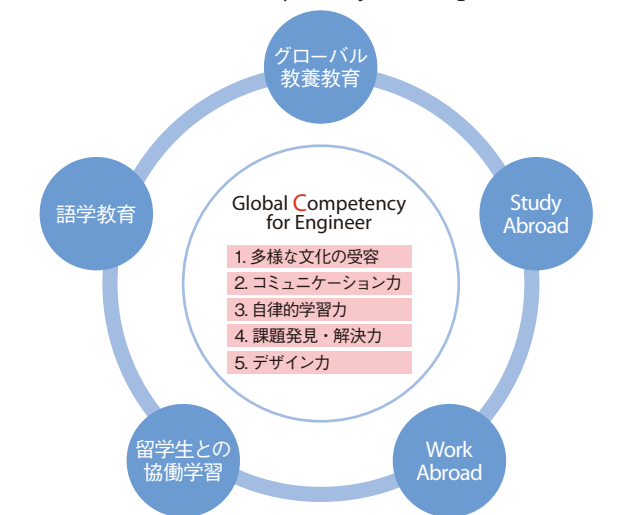 グローバル
教養教育
語学教育
Study
Abroad
Global Competency
for Engineer
1. 多様な文化の受容
2. コミュニケーション力
3. 自律的学習力
4. 課題発見・解決力
5. デザイン力
留学生との
協働学習
Work
Abroad